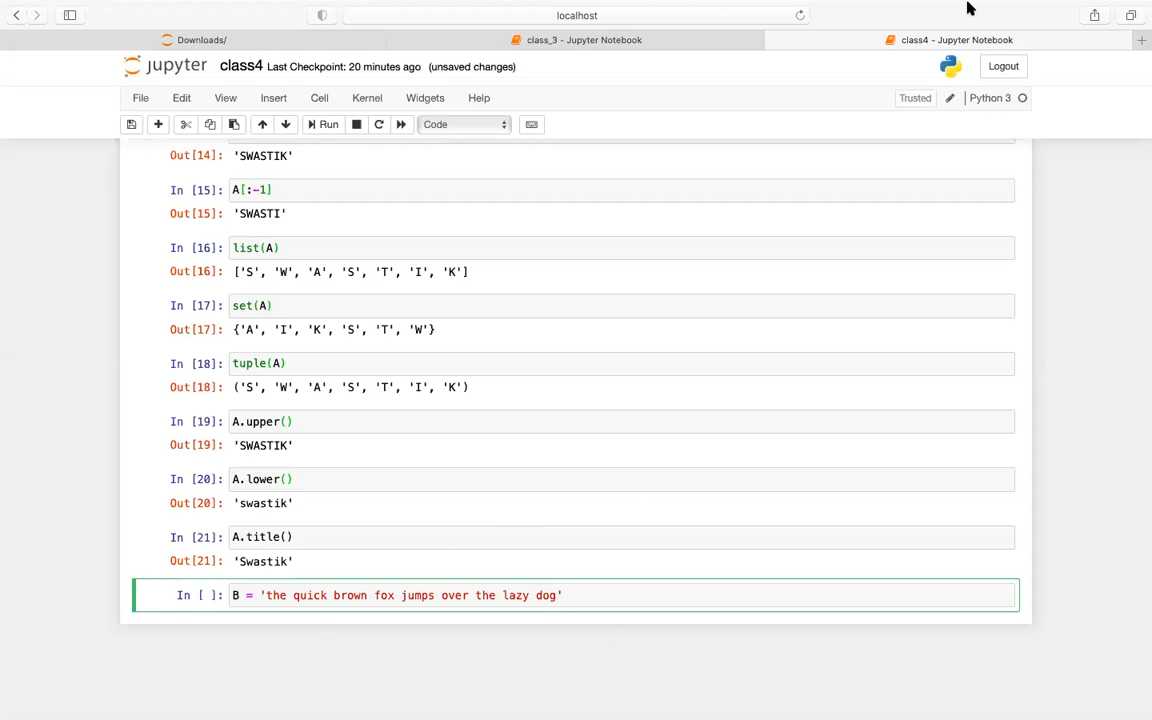 localhost
Downloads/
class_3 - Jupyter Notebook
class4 - Jupyter Notebook
jupyter class4 Last Checkpoint: 20 minutes ago (unsaved changes)
Logout
File Edit View Insert Cell Kernel Widgets Help
Trusted
Python 3
Run
Code
Out[14]: 'SWASTIK'
In [15]: A[:-1]
Out[15]: 'SWASTI'
In [16]: list(A)
Out[16]: ['S', 'W', 'A', 'S', 'T', 'I', 'K']
In [17]: set(A)
Out[17]: {'A', 'I', 'K', 'S', 'T', 'W'}
In [18]: tuple(A)
Out[18]: ('S', 'W', 'A', 'S', 'T', 'I', 'K')
In [19]: A.upper()
Out[19]: 'SWASTIK'
In [20]: A.lower()
Out[20]: 'swastik'
In [21]: A.title()
Out[21]: 'Swastik'
In [ ]: B = 'the quick brown fox jumps over the lazy dog'